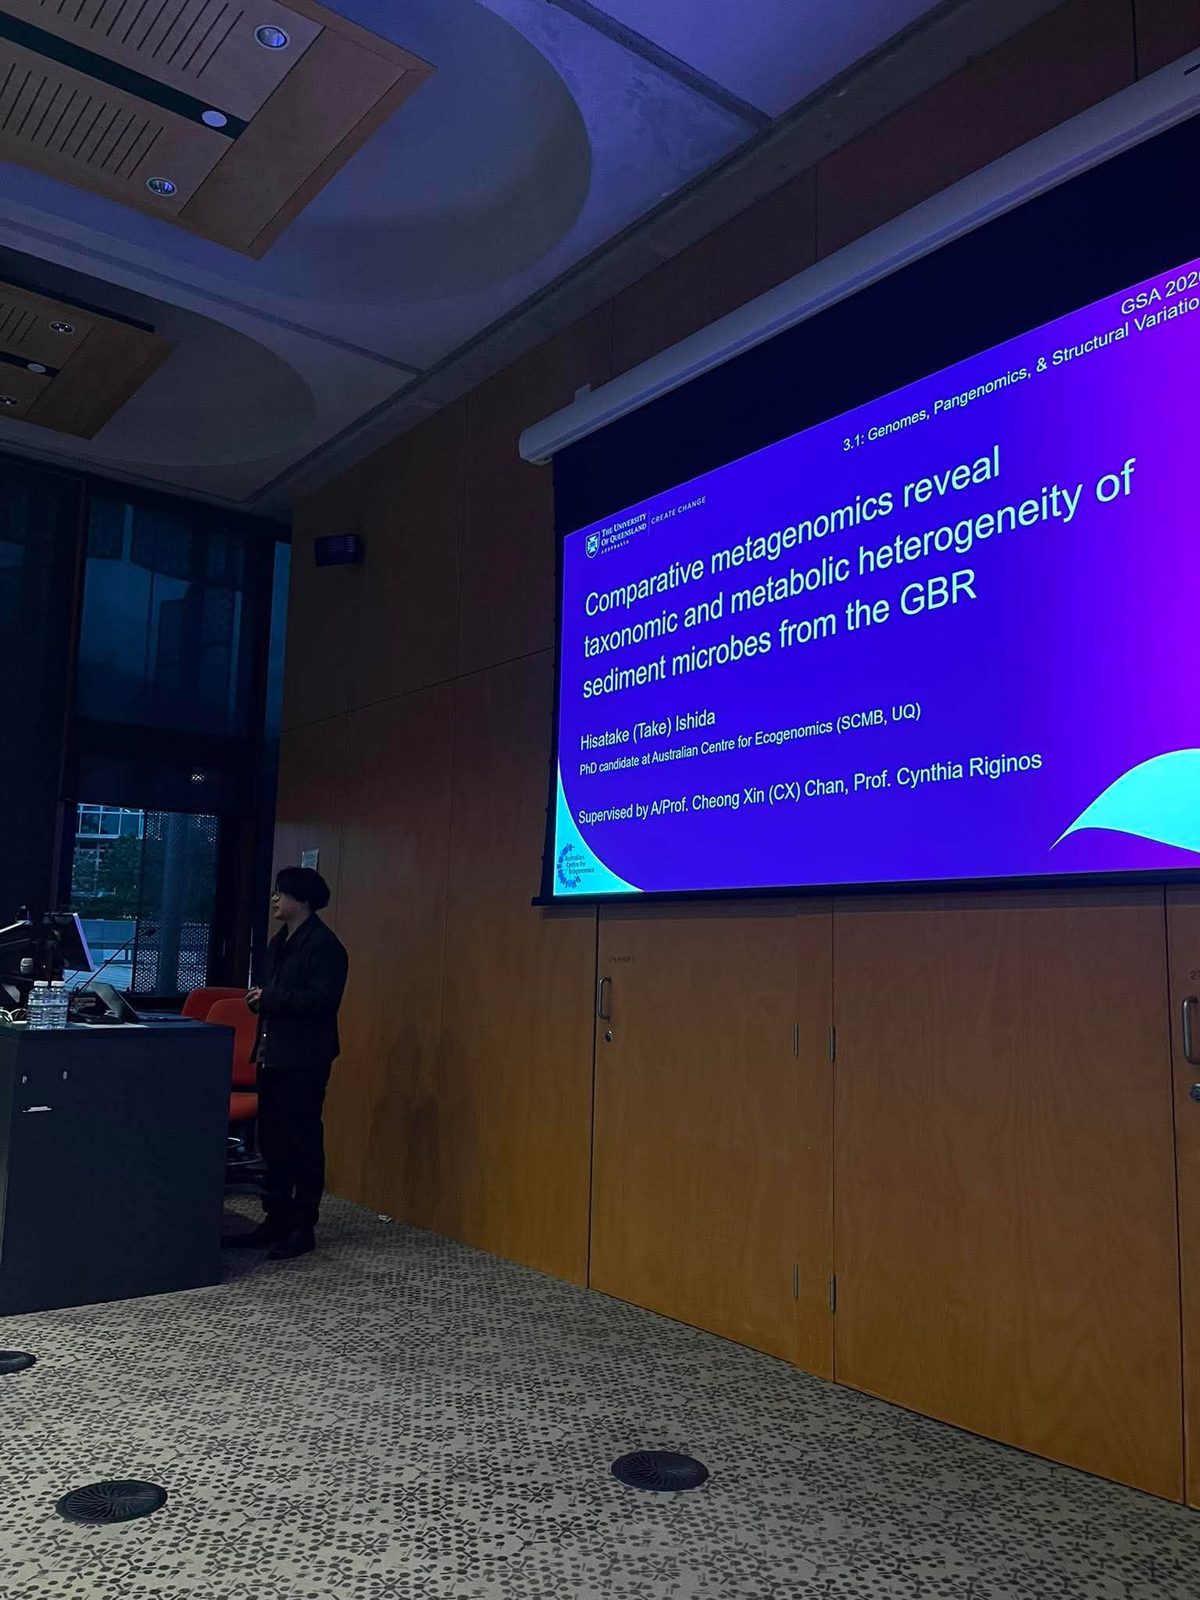 GSA 202
3.1: Genomes, Pangenomics, & Structural Variatio
THE UNIVERSITY
OF QUEENSLAND
AUSTRALIA
CREATE CHANGE
Comparative metagenomics reveal
taxonomic and metabolic heterogeneity of
sediment microbes from the GBR
Hisatake (Take) Ishida
PhD candidate at Australian Centre for Ecogenomics (SCMB, UQ)
Supervised by A/Prof. Cheong Xin (CX) Chan, Prof. Cynthia Riginos
Australian
Centre for
Ecogenomics